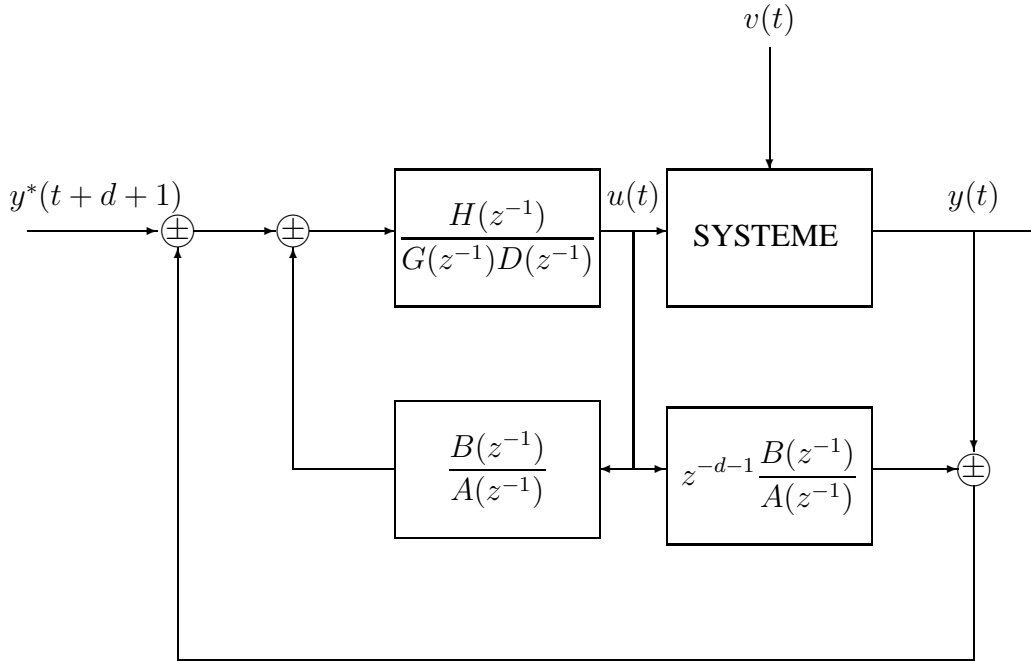 v(t)
y*(t + d + 1)
±
±
H(z⁻¹)
G(z⁻¹)D(z⁻¹)
u(t)
SYSTEME
y(t)
B(z⁻¹)
A(z⁻¹)
z⁻ᵈ⁻¹ B(z⁻¹)
A(z⁻¹)
±